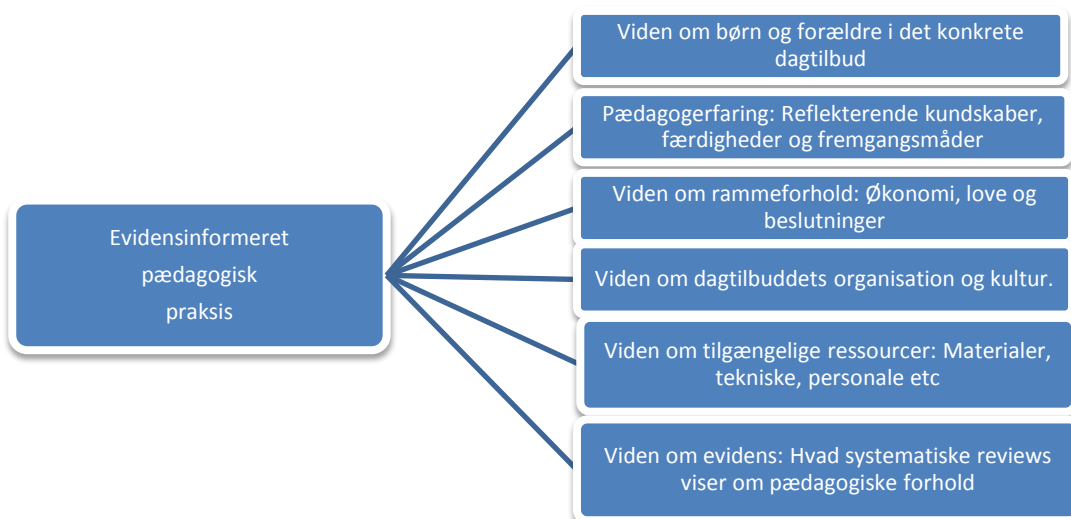 Viden om børn og forældre i det konkrete
dagtilbud
Pædagogerfaring: Reflekterende kundskaber,
færdigheder og fremgangsmåder
Viden om rammeforhold: Økonomi, love og
beslutninger
Evidensinformeret
pædagogisk
praksis
Viden om dagtilbuddets organisation og kultur.
Viden om tilgængelige ressourcer: Materialer,
tekniske, personale etc
Viden om evidens: Hvad systematiske reviews
viser om pædagogiske forhold